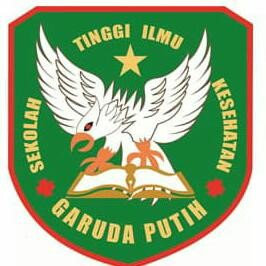 SEKOLAH
TINGGI ILMU
KESEHATAN
GARUDA PUTIH